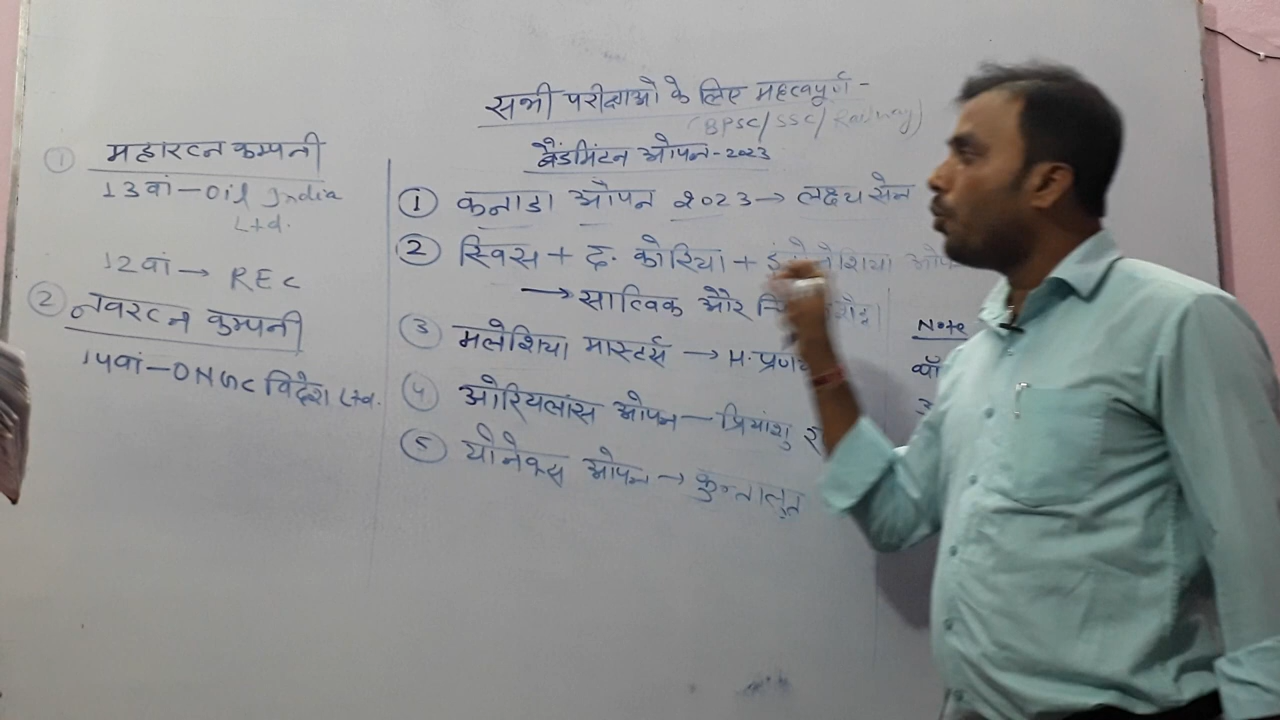 सभी परीक्षाओ के लिए महत्वपूर्ण -
(BPSC/SSC/Railway)
① महारत्न कम्पनी
13वां - Oil India
Ltd.
12वां → REC
② नवरत्न कम्पनी
14वां - ONGC विदेश Ltd.
बैडमिंटन ओपन - 2023
① कनाडा ओपन 2023 → लक्ष्य सेन
② स्विस + द. कोरिया + इंडोनेशिया
→ सात्विक और
③ मलेशिया मास्टर्स → H. प्रणय
④ ओरियलांस ओपन - प्रियांशु
⑤ योनेक्स ओपन →
Note